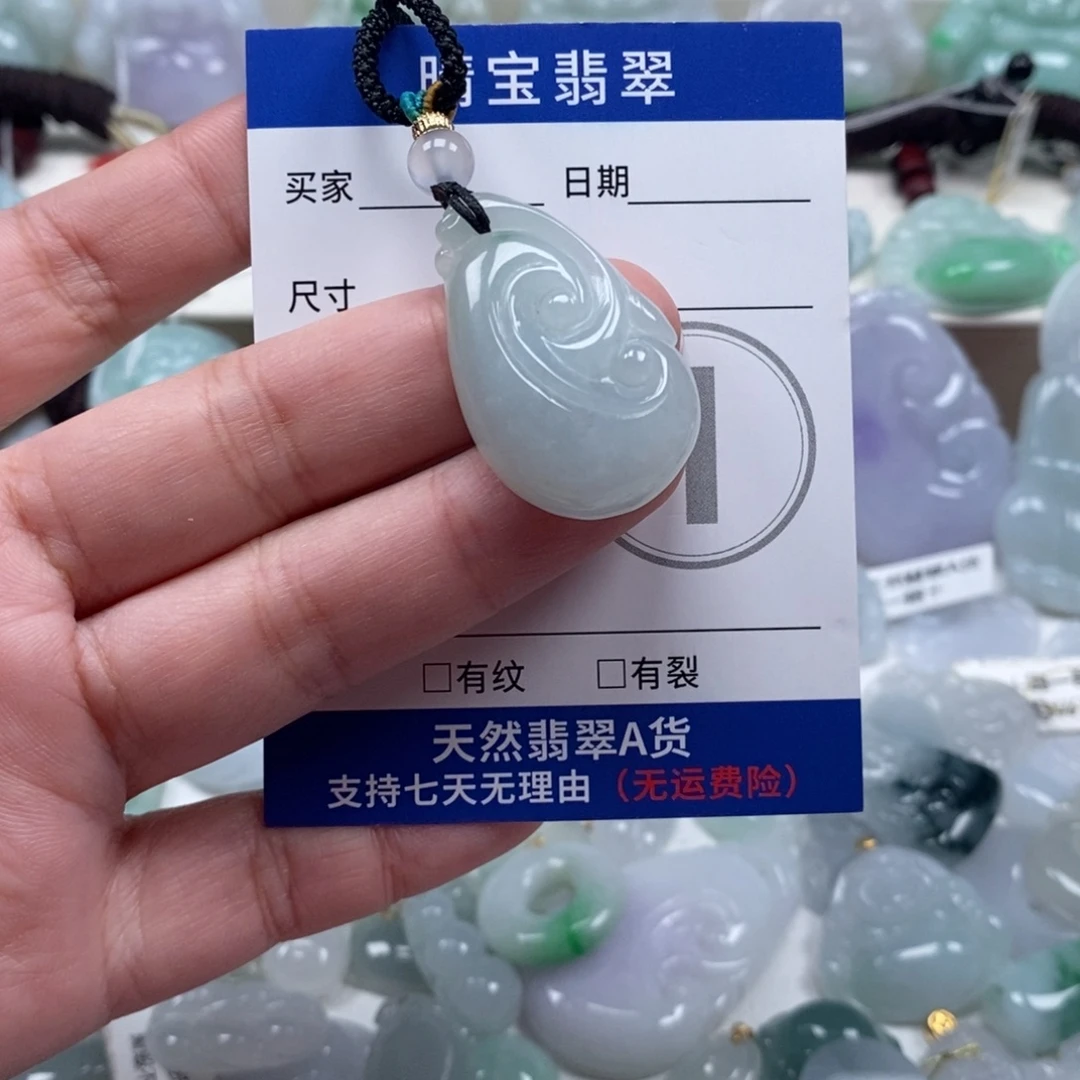 晴宝翡翠
买家 日期
尺寸
□有纹 □有裂
天然翡翠A货
支持七天无理由（无运费险）